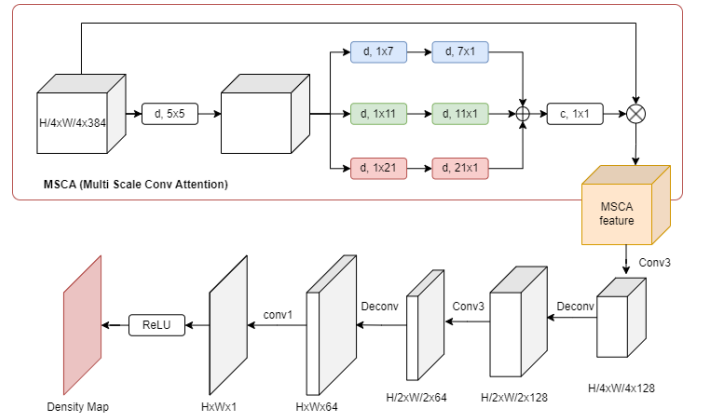 d, 1x7
d, 7x1
H/4xW/4x384
d, 5x5
d, 1x11
d, 11x1
c, 1x1
d, 1x21
d, 21x1
MSCA (Multi Scale Conv Attention)
MSCA
feature
Conv3
Deconv
Conv3
Deconv
conv1
ReLU
Density Map
HxWx1
HxWx64
H/2xW/2x64
H/2xW/2x128
H/4xW/4x128